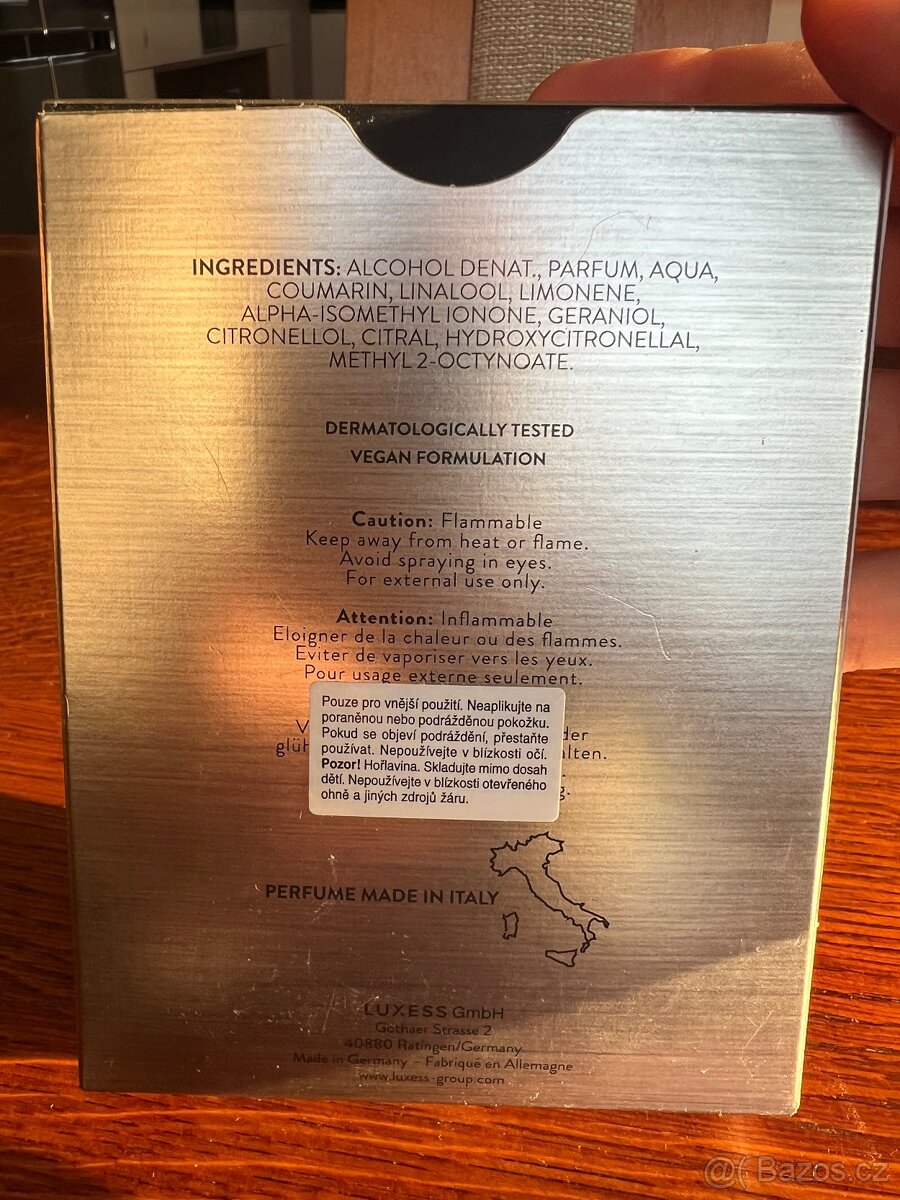 INGREDIENTS: ALCOHOL DENAT., PARFUM, AQUA,
COUMARIN, LINALOOL, LIMONENE,
ALPHA-ISOMETHYL IONONE, GERANIOL,
CITRONELLOL, CITRAL, HYDROXYCITRONELLAL,
METHYL 2-OCTYNOATE.
DERMATOLOGICALLY TESTED
VEGAN FORMULATION
Caution: Flammable
Keep away from heat or flame.
Avoid spraying in eyes.
For external use only.
Attention: Inflammable
Eloigner de la chaleur ou des flammes.
Eviter de vaporiser vers les yeux.
Pour usage externe seulement.
Pouze pro vnější použití. Neaplikujte na
poraněnou nebo podrážděnou pokožku.
Pokud se objeví podráždění, přestaňte
používat. Nepoužívejte v blízkosti očí.
Pozor! Hořlavina. Skladujte mimo dosah
dětí. Nepoužívejte v blízkosti otevřeného
ohně a jiných zdrojů žáru.
PERFUME MADE IN ITALY
LUXESS GmbH
Gothaer Strasse 2
40880 Ratingen/Germany
Made in Germany – Fabriqué en Allemagne
www.luxess-group.com
Bazos.cz